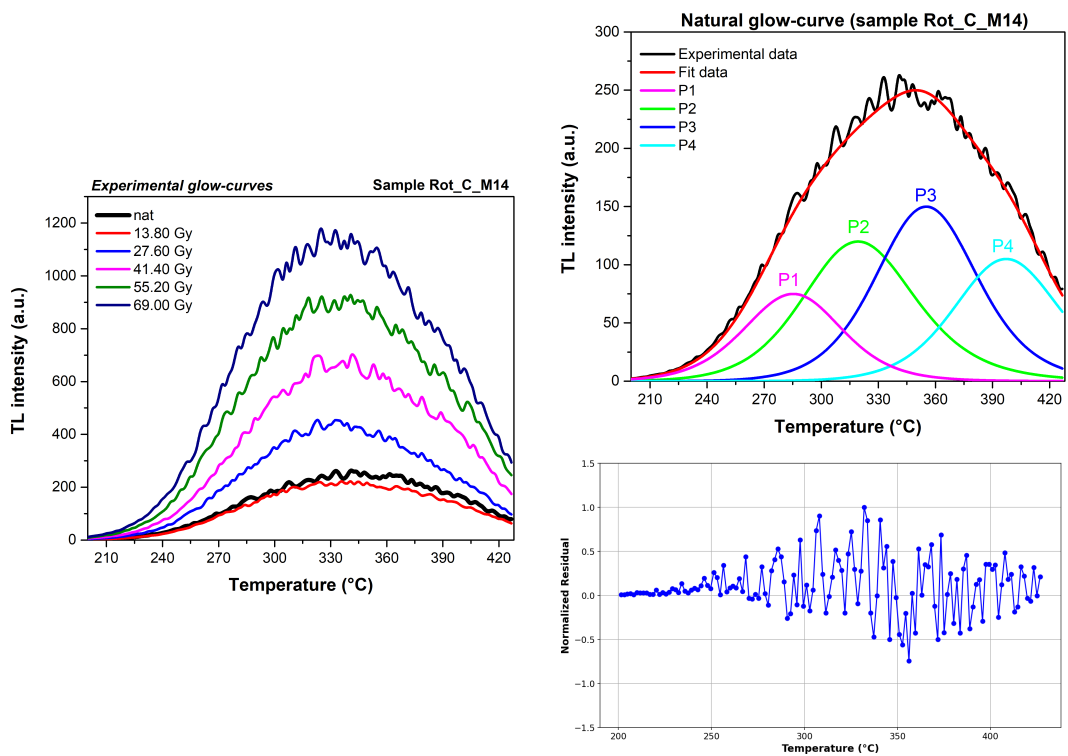 Experimental glow-curves Sample Rot_C_M14
nat
13.80 Gy
27.60 Gy
41.40 Gy
55.20 Gy
69.00 Gy
1200
1000
800
600
400
200
0
210 240 270 300 330 360 390 420
TL intensity (a.u.)
Temperature (°C)
Natural glow-curve (sample Rot_C_M14)
Experimental data
Fit data
P1
P2
P3
P4
300
250
200
150
100
50
0
P1
P2
P3
P4
210 240 270 300 330 360 390 420
TL intensity (a.u.)
Temperature (°C)
1.5
1.0
0.5
0.0
−0.5
−1.0
−1.5
200 250 300 350 400
Normalized Residual
Temperature (°C)